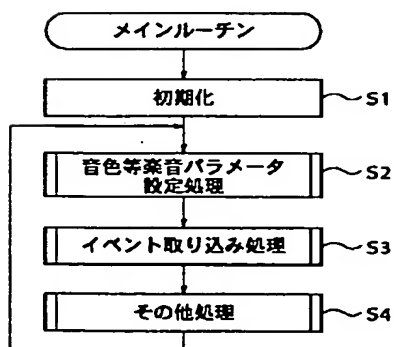 メインルーチン
初期化
S1
音色等楽音パラメータ
設定処理
S2
イベント取り込み処理
S3
その他処理
S4